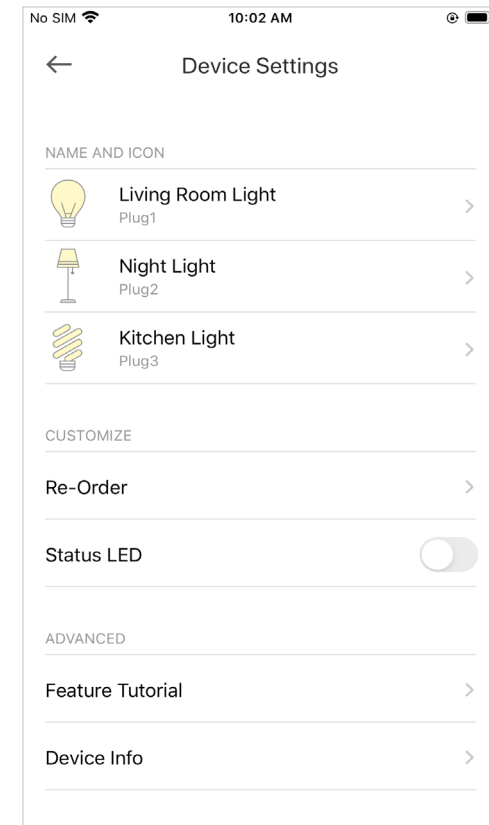 No SIM 10:02 AM
Device Settings
NAME AND ICON
Living Room Light
Plug1
Night Light
Plug2
Kitchen Light
Plug3
CUSTOMIZE
Re-Order
Status LED
ADVANCED
Feature Tutorial
Device Info